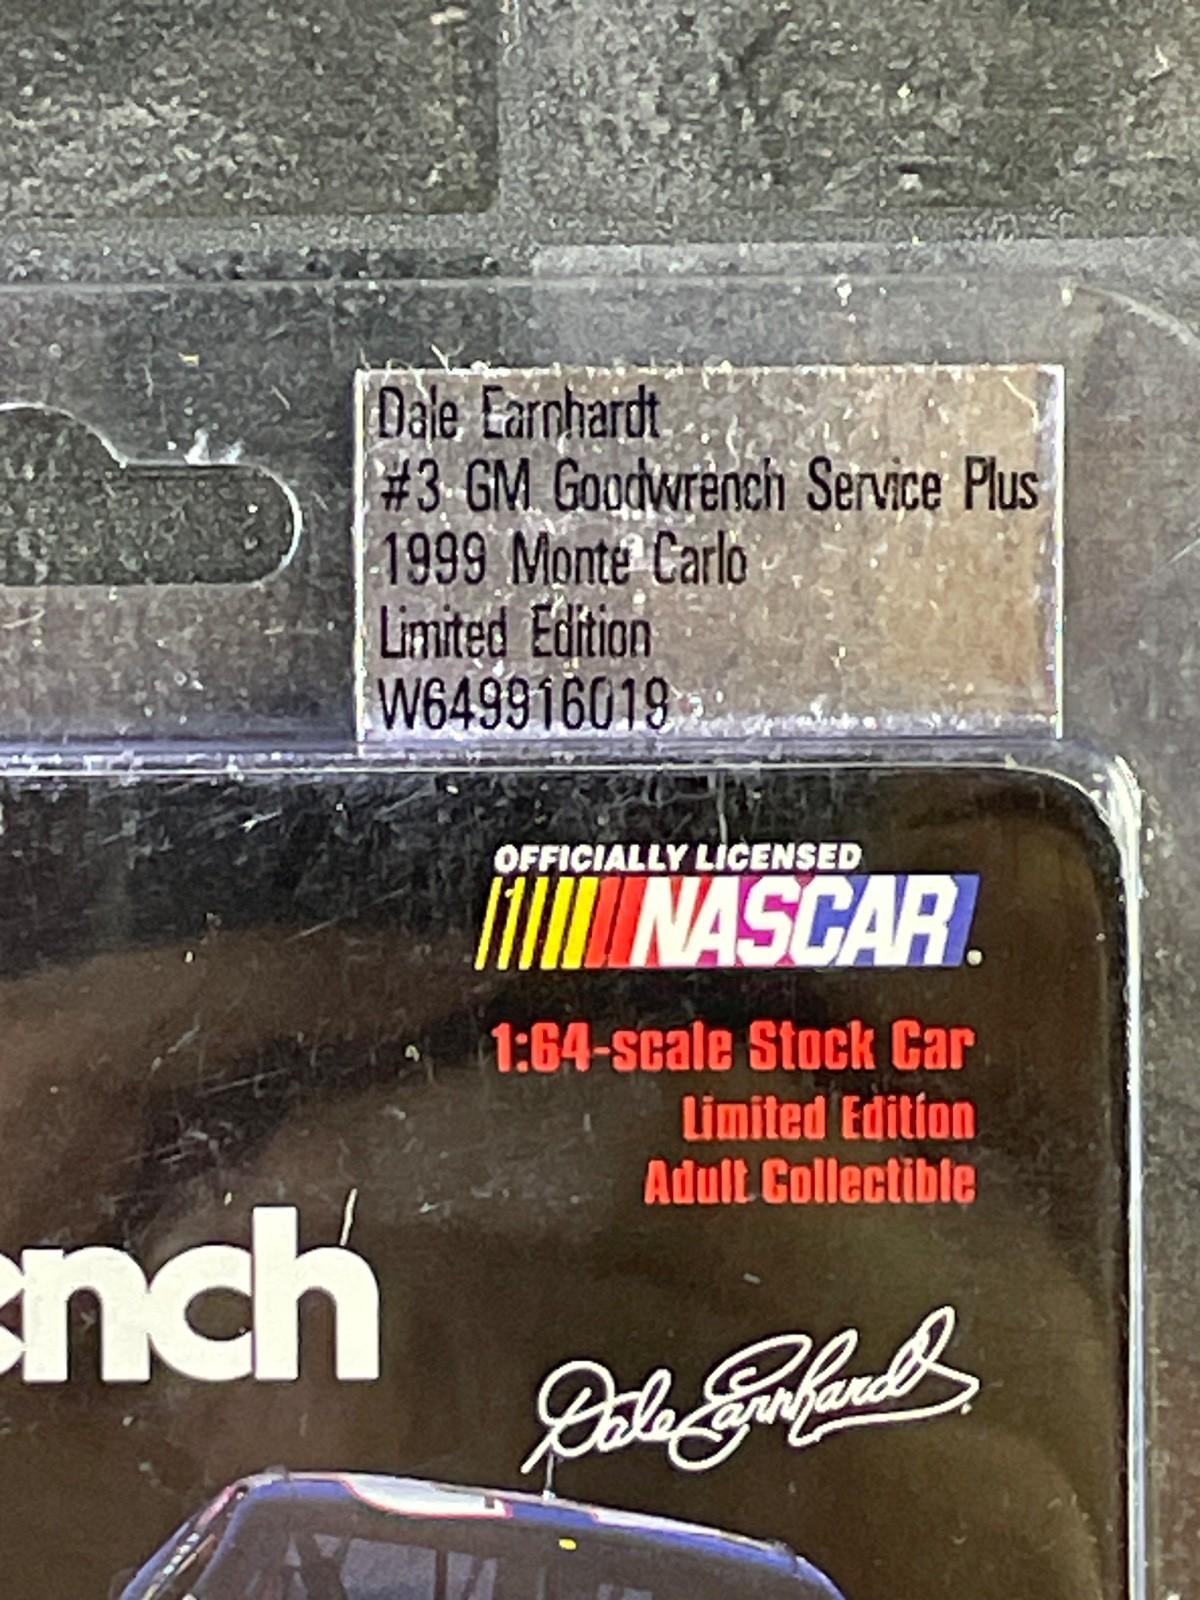 Dale Earnhardt
#3 GM Goodwrench Service Plus
1999 Monte Carlo
Limited Edition
W649916019
OFFICIALLY LICENSED
NASCAR.
1:64-scale Stock Car
Limited Edition
Adult Collectible
ench
Dale Earnhardt